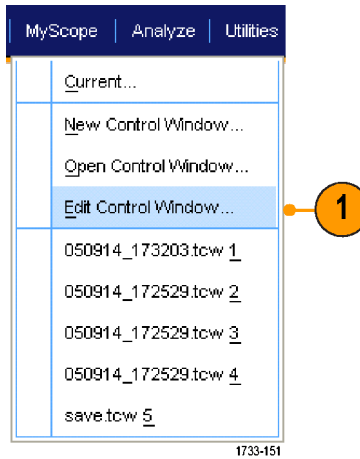 MyScope | Analyze | Utilities
Current...
New Control Window...
Open Control Window...
Edit Control Window...
1
050914_173203.tcw 1
050914_172529.tcw 2
050914_172529.tcw 3
050914_172529.tcw 4
save.tcw 5
1733-151